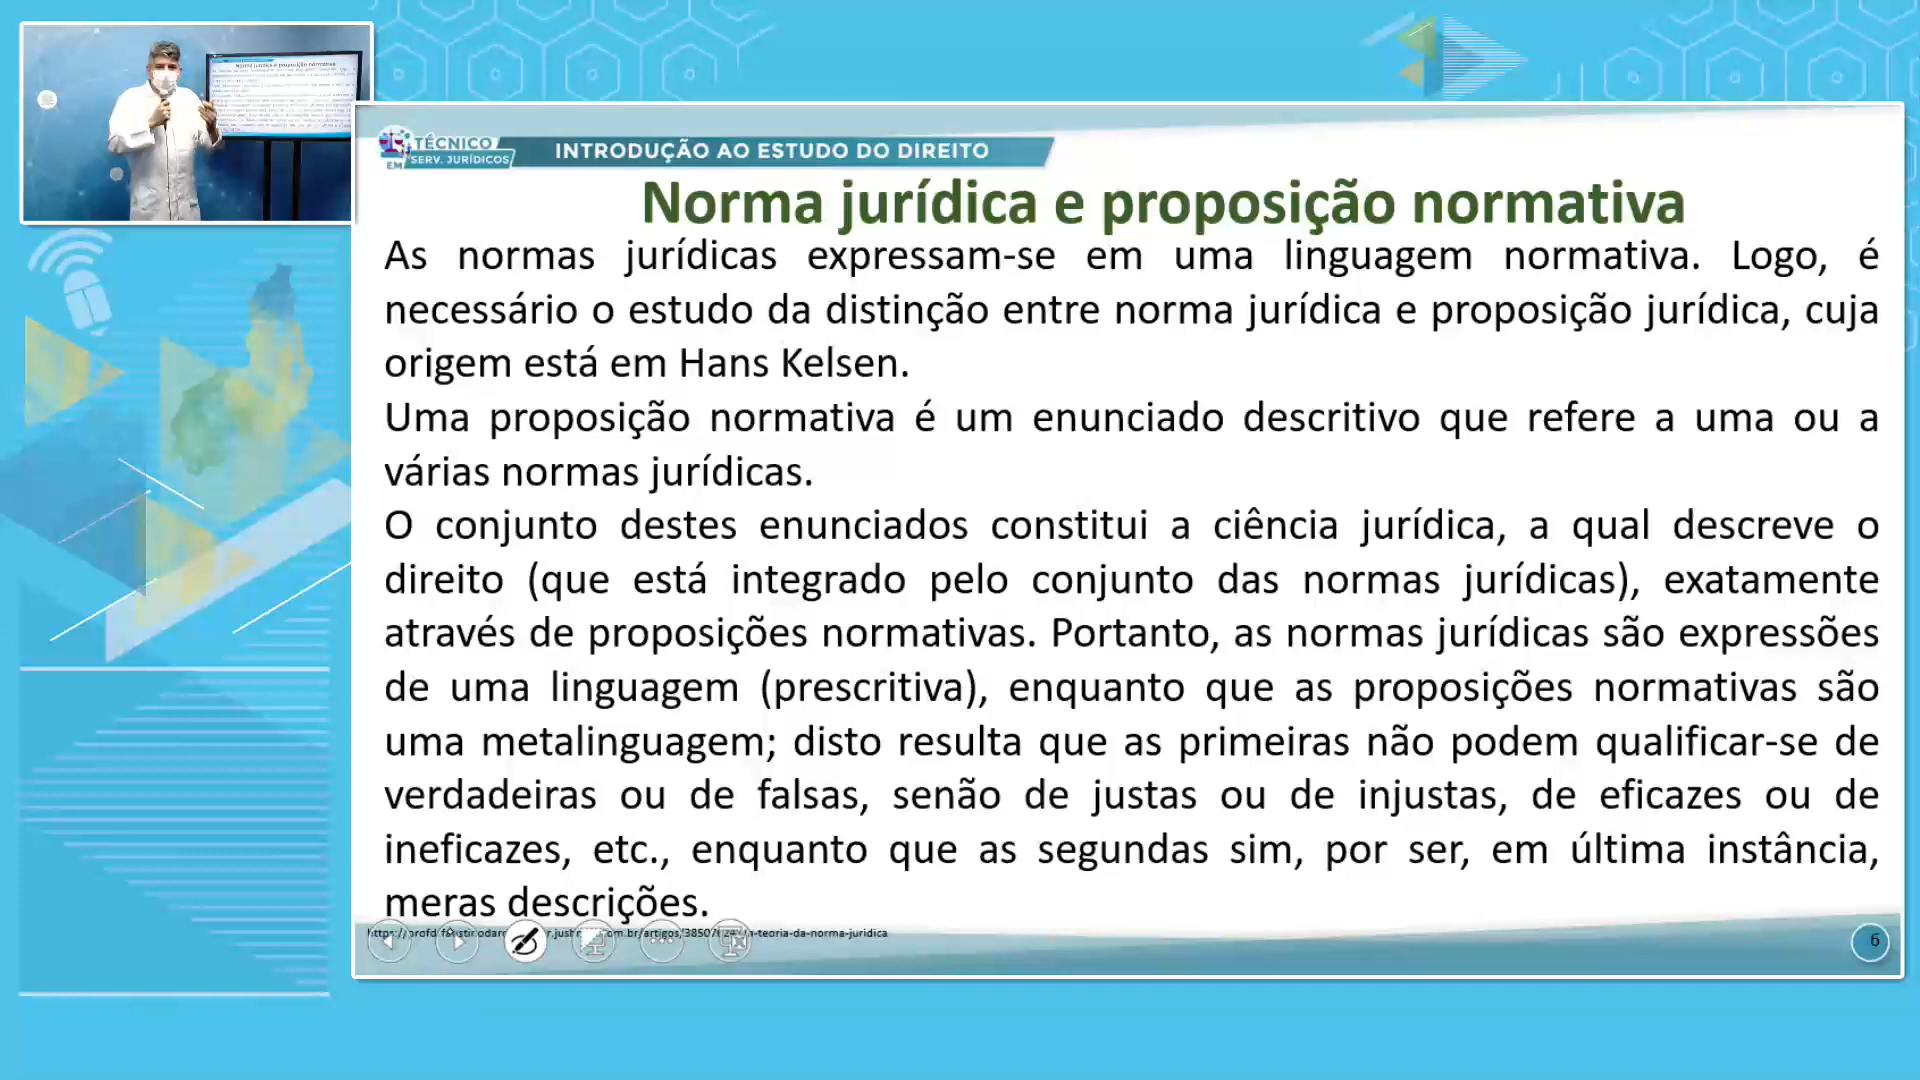 TÉCNICO
EM SERV. JURÍDICOS
INTRODUÇÃO AO ESTUDO DO DIREITO
Norma jurídica e proposição normativa
As normas jurídicas expressam-se em uma linguagem normativa. Logo, é
necessário o estudo da distinção entre norma jurídica e proposição jurídica, cuja
origem está em Hans Kelsen.
Uma proposição normativa é um enunciado descritivo que refere a uma ou a
várias normas jurídicas.
O conjunto destes enunciados constitui a ciência jurídica, a qual descreve o
direito (que está integrado pelo conjunto das normas jurídicas), exatamente
através de proposições normativas. Portanto, as normas jurídicas são expressões
de uma linguagem (prescritiva), enquanto que as proposições normativas são
uma metalinguagem; disto resulta que as primeiras não podem qualificar-se de
verdadeiras ou de falsas, senão de justas ou de injustas, de eficazes ou de
ineficazes, etc., enquanto que as segundas sim, por ser, em última instância,
meras descrições.
6